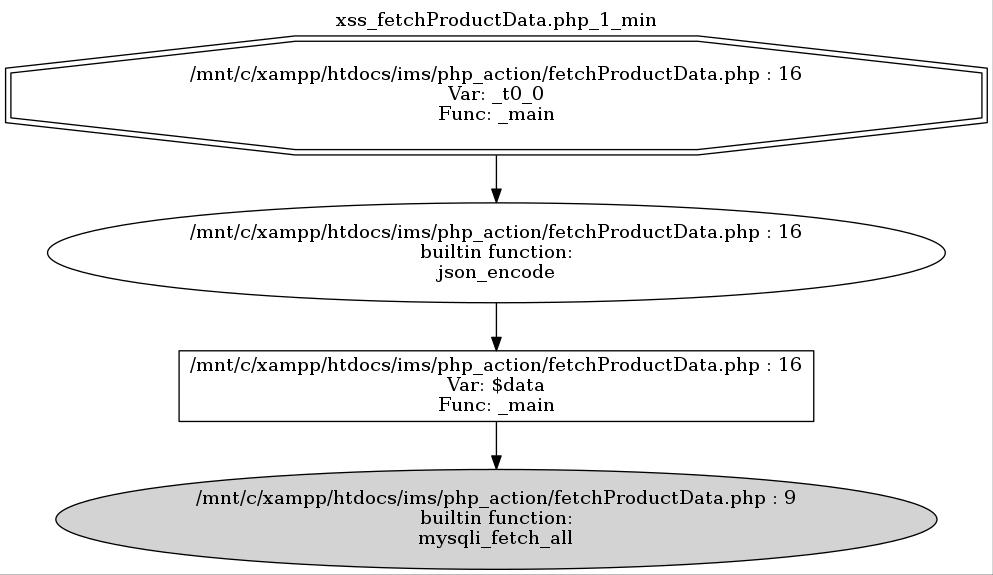 xss_fetchProductData.php_1_min
/mnt/c/xampp/htdocs/ims/php_action/fetchProductData.php : 16
Var: _t0_0
Func: _main
/mnt/c/xampp/htdocs/ims/php_action/fetchProductData.php : 16
builtin function:
json_encode
/mnt/c/xampp/htdocs/ims/php_action/fetchProductData.php : 16
Var: $data
Func: _main
/mnt/c/xampp/htdocs/ims/php_action/fetchProductData.php : 9
builtin function:
mysqli_fetch_all